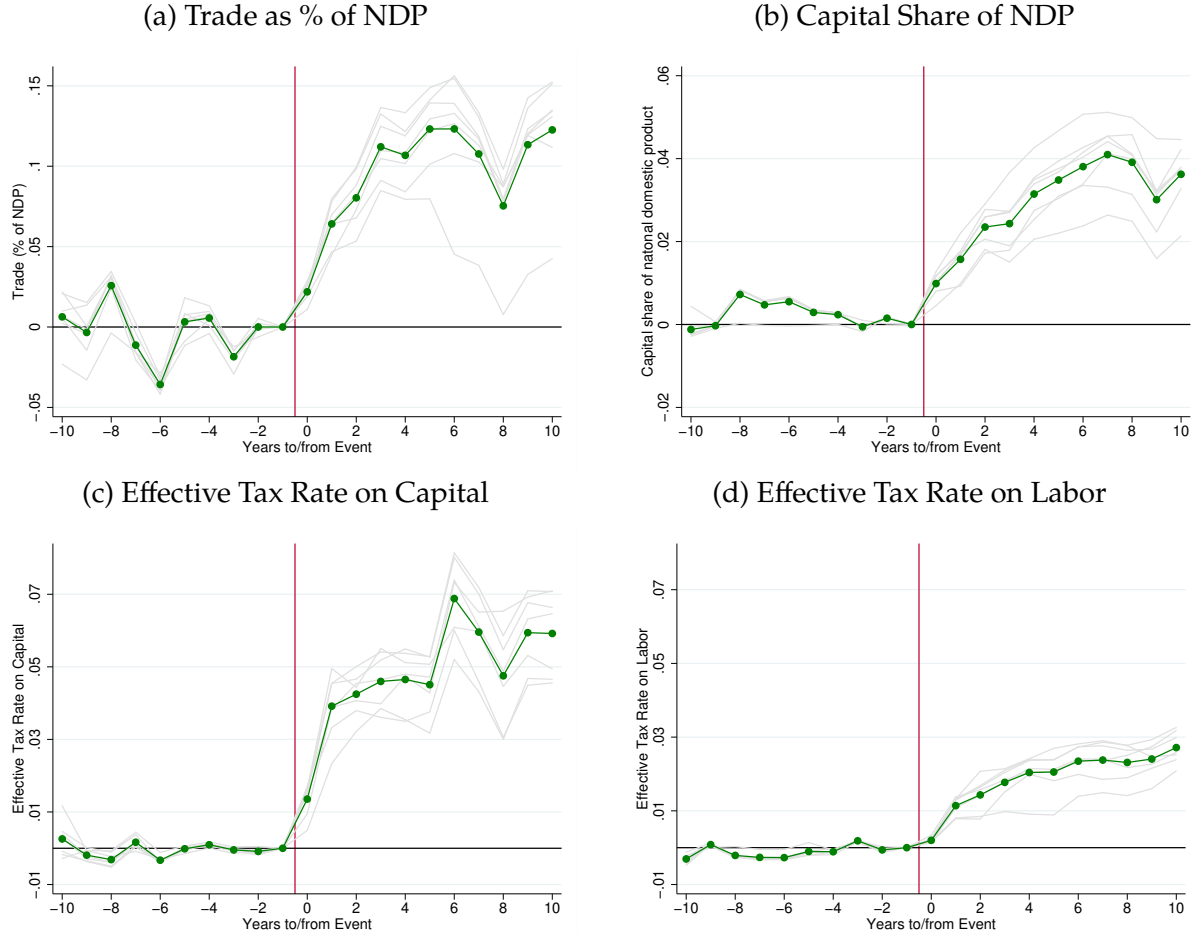 (a) Trade as % of NDP
Trade (% of NDP)
.15
.1
.05
0
-.05
−10 −8 −6 −4 −2 0 2 4 6 8 10
Years to/from Event
(b) Capital Share of NDP
Capital share of national domestic product
.06
.04
.02
0
-.02
−10 −8 −6 −4 −2 0 2 4 6 8 10
Years to/from Event
(c) Effective Tax Rate on Capital
Effective Tax Rate on Capital
.07
.05
.03
.01
-.01
−10 −8 −6 −4 −2 0 2 4 6 8 10
Years to/from Event
(d) Effective Tax Rate on Labor
Effective Tax Rate on Labor
.07
.05
.03
.01
-.01
−10 −8 −6 −4 −2 0 2 4 6 8 10
Years to/from Event